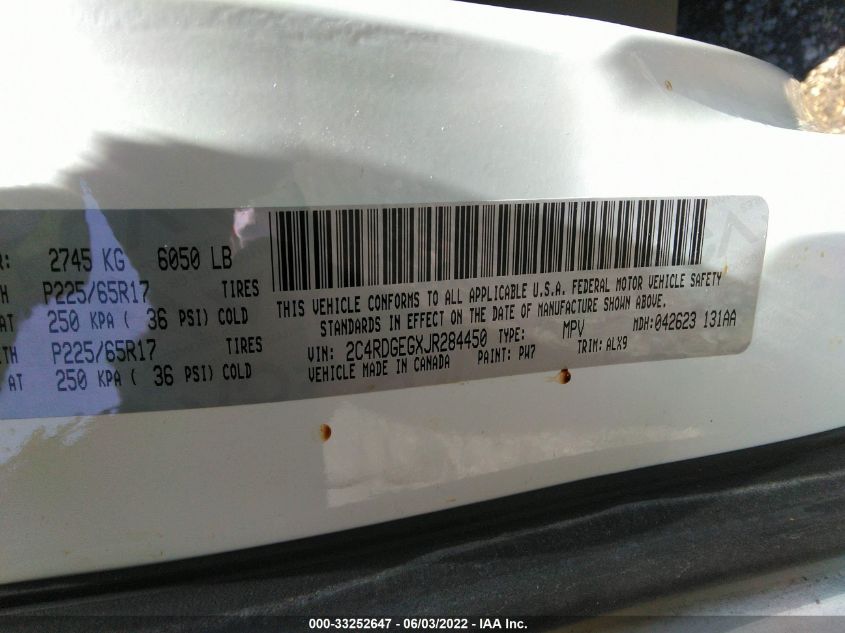 R: 2745 KG 6050 LB
TH P225/65R17 TIRES
AT 250 KPA ( 36 PSI) COLD
ITH P225/65R17 TIRES
AT 250 KPA ( 36 PSI) COLD
THIS VEHICLE CONFORMS TO ALL APPLICABLE U.S.A. FEDERAL MOTOR VEHICLE SAFETY
STANDARDS IN EFFECT ON THE DATE OF MANUFACTURE SHOWN ABOVE.
VIN: 2C4RDGEGXJR284450 TYPE: MPV MDH: 042623 131AA
VEHICLE MADE IN CANADA PAINT: PW7 TRIM: ALX9
000-33252647 - 06/03/2022 - IAA Inc.